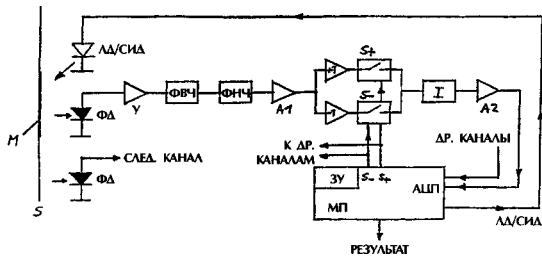 ЛД/СИД
S+
ФВЧ
ФНЧ
S-
I
У
А1
А2
ФД
М
К ДР.
КАНАЛАМ
ДР. КАНАЛЫ
СЛЕД. КАНАЛ
S- S+
ЗУ
АЦП
ФД
МП
S
ЛД/СИД
РЕЗУЛЬТАТ